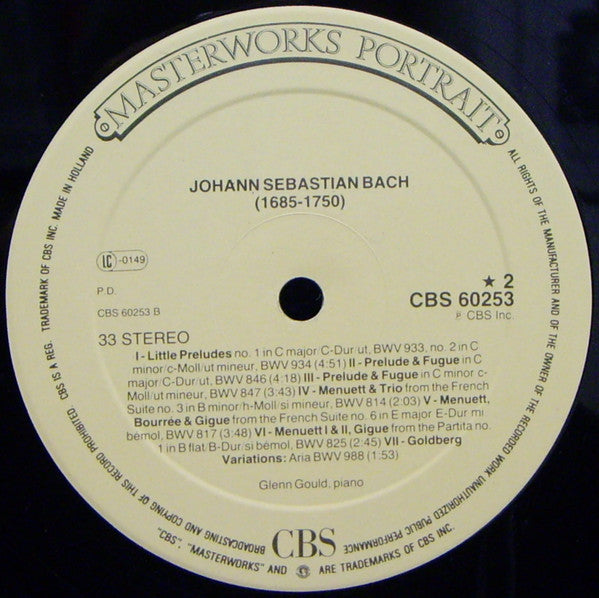 MASTERWORKS PORTRAIT
JOHANN SEBASTIAN BACH
(1685-1750)
LC -0149
P.D.
CBS 60253 B
★ 2
CBS 60253
℗ CBS Inc.
33 STEREO
I - Little Preludes no. 1 in C major C-Dur/ut, BWV 933, no. 2 in C
minor/c-Moll/ut mineur, BWV 934 (4:51) II - Prelude & Fugue in C
major/C-Dur/ut, BWV 846 (4:18) III - Prelude & Fugue in C minor c-
Moll/ut mineur, BWV 847 (3:43) IV - Menuett & Trio from the French
Suite no. 3 in B minor/h-Moll/si mineur, BWV 814 (2:03) V - Menuett,
Bourrée & Gigue from the French Suite no. 6 in E major E-Dur mi
bémol, BWV 817 (3:48) VI - Menuett I & II, Gigue from the Partita no.
1 in B flat B-Dur/si bémol, BWV 825 (2:45) VII - Goldberg
Variations: Aria BWV 988 (1:53)
Glenn Gould, piano
CBS
ALL RIGHTS OF THE MANUFACTURER AND OF THE OWNER OF THE RECORDED WORK UNAUTHORIZED PUBLIC PERFORMANCE
BROADCASTING AND COPYING OF THIS RECORD PROHIBITED. CBS IS A REG. TRADEMARK OF CBS INC. MADE IN HOLLAND
"CBS", "MASTERWORKS" AND ARE TRADEMARKS OF CBS INC.